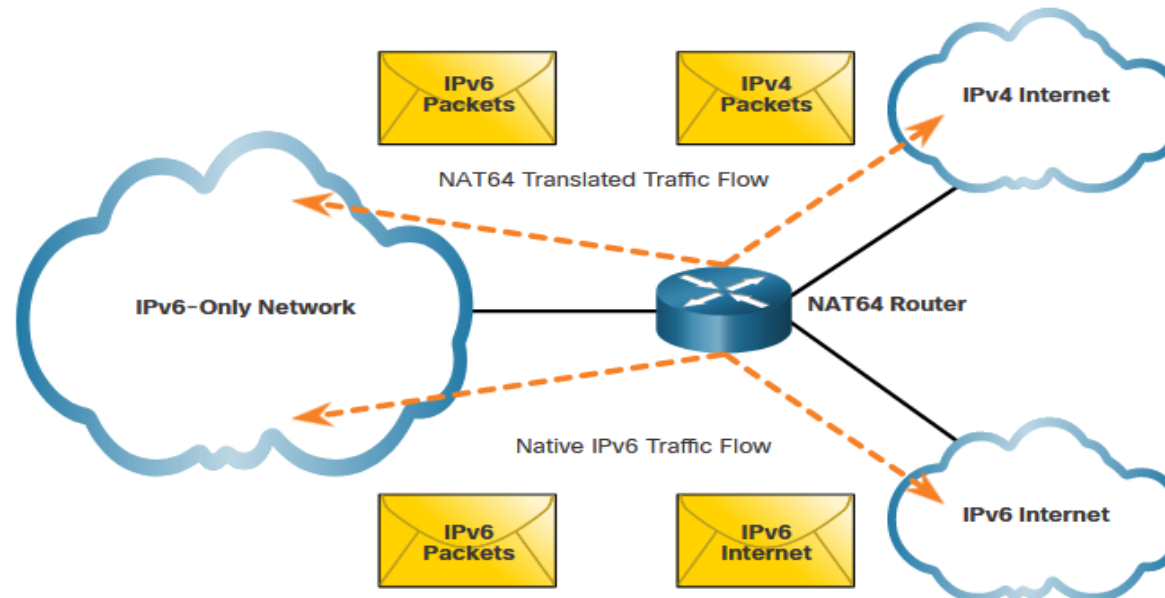 IPv6
Packets
IPv4
Packets
IPv4 Internet
NAT64 Translated Traffic Flow
IPv6-Only Network
NAT64 Router
Native IPv6 Traffic Flow
IPv6
Packets
IPv6
Internet
IPv6 Internet